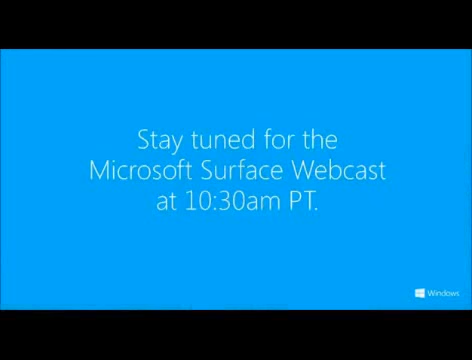 Stay tuned for the
Microsoft Surface Webcast
at 10:30am PT.
Windows